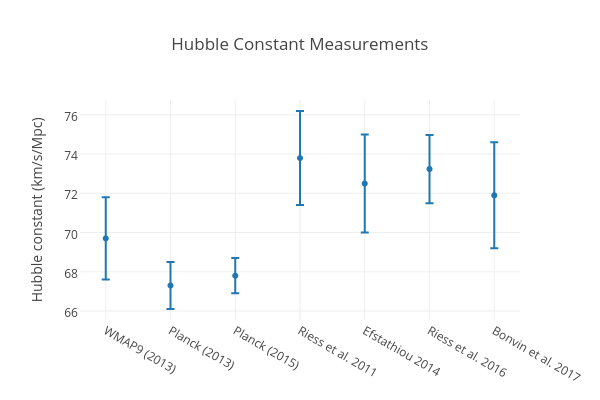 Hubble Constant Measurements
Hubble constant (km/s/Mpc)
76
74
72
70
68
66
WMAP9 (2013)
Planck (2013)
Planck (2015)
Riess et al. 2011
Efstathiou 2014
Riess et al. 2016
Bonvin et al. 2017